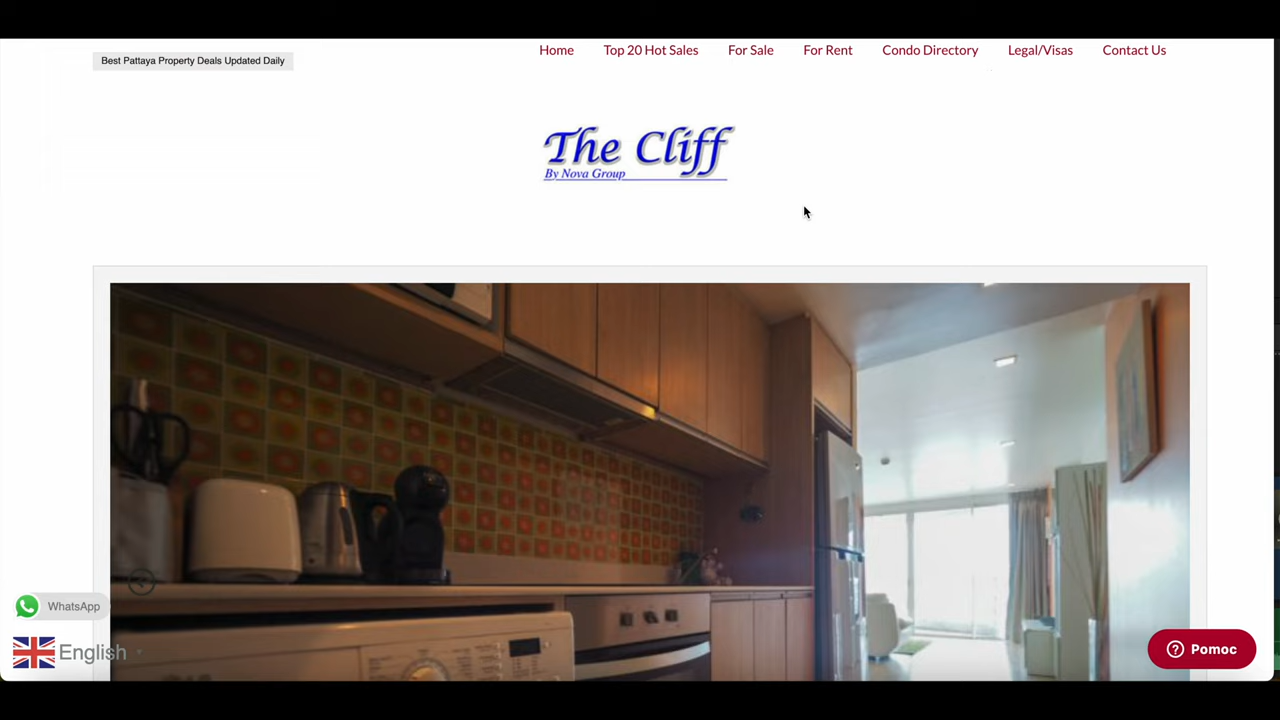 Best Pattaya Property Deals Updated Daily
Home Top 20 Hot Sales For Sale For Rent Condo Directory Legal/Visas Contact Us
The Cliff
By Nova Group
WhatsApp
English
Pomoc